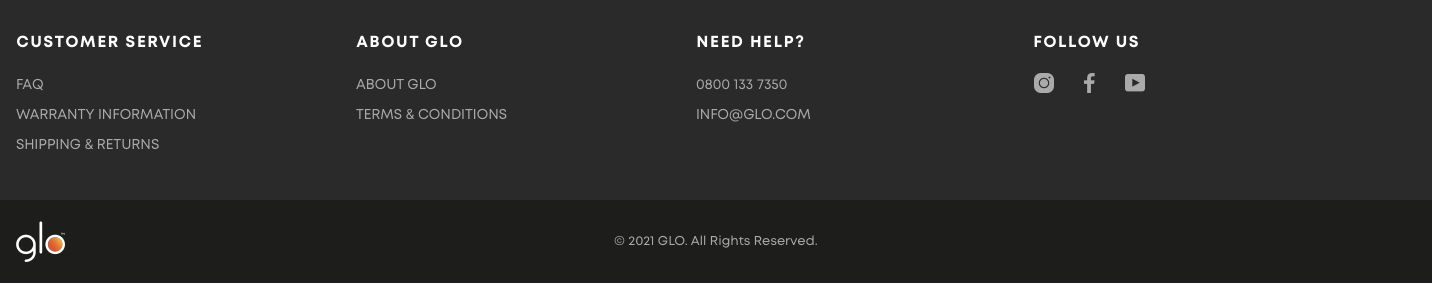 CUSTOMER SERVICE
FAQ
WARRANTY INFORMATION
SHIPPING & RETURNS
ABOUT GLO
ABOUT GLO
TERMS & CONDITIONS
NEED HELP?
0800 133 7350
INFO@GLO.COM
FOLLOW US
glo™
© 2021 GLO. All Rights Reserved.